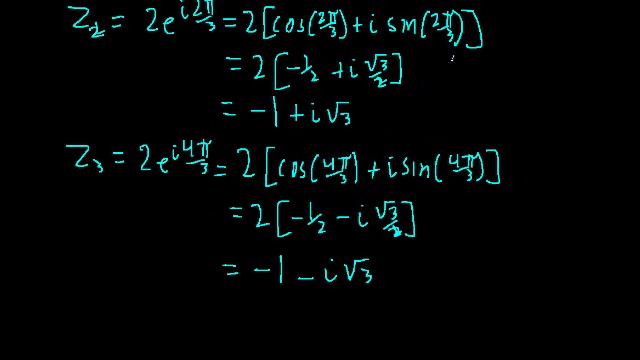 Z₂ = 2e^{i2π/3} = 2[cos(2π/3) + i sin(2π/3)]
= 2[-1/2 + i √3/2]
= -1 + i√3
Z₃ = 2e^{i4π/3} = 2[cos(4π/3) + i sin(4π/3)]
= 2[-1/2 - i √3/2]
= -1 - i√3